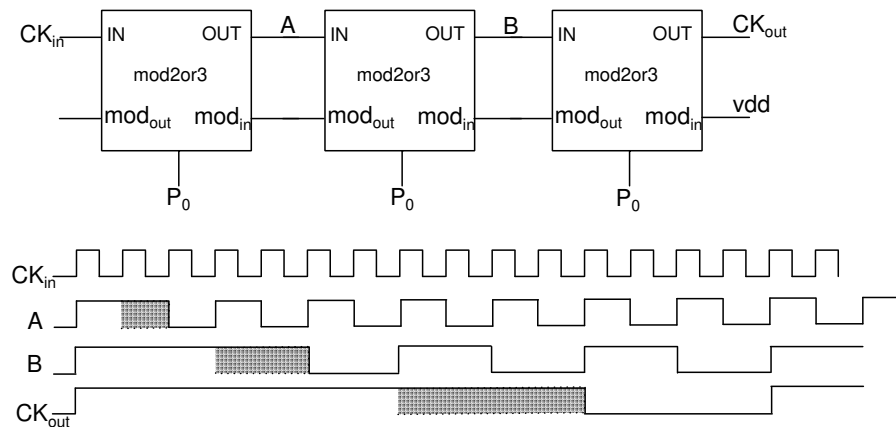 CKin IN OUT A IN OUT B IN OUT CKout
mod2or3 mod2or3 mod2or3
modout modin modout modin modout modin vdd
P0 P0 P0
CKin
A
B
CKout